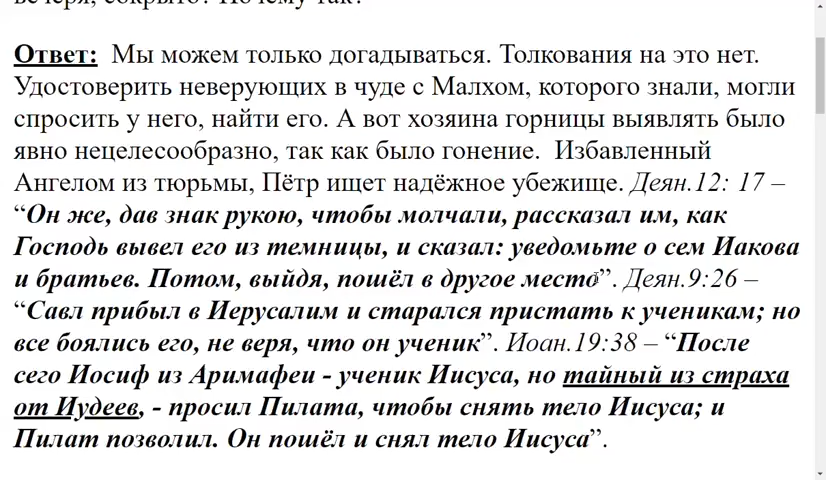 вечеря, сокрыто? Почему так?
Ответ: Мы можем только догадываться. Толкования на это нет.
Удостоверить неверующих в чуде с Малхом, которого знали, могли
спросить у него, найти его. А вот хозяина горницы выявлять было
явно нецелесообразно, так как было гонение. Избавленный
Ангелом из тюрьмы, Пётр ищет надёжное убежище. Деян.12: 17 –
“Он же, дав знак рукою, чтобы молчали, рассказал им, как
Господь вывел его из темницы, и сказал: уведомьте о сем Иакова
и братьев. Потом, выйдя, пошёл в другое место”. Деян.9:26 –
“Савл прибыл в Иерусалим и старался пристать к ученикам; но
все боялись его, не веря, что он ученик”. Иоан.19:38 – “После
сего Иосиф из Аримафеи - ученик Иисуса, но тайный из страха
от Иудеев, - просил Пилата, чтобы снять тело Иисуса; и
Пилат позволил. Он пошёл и снял тело Иисуса”.